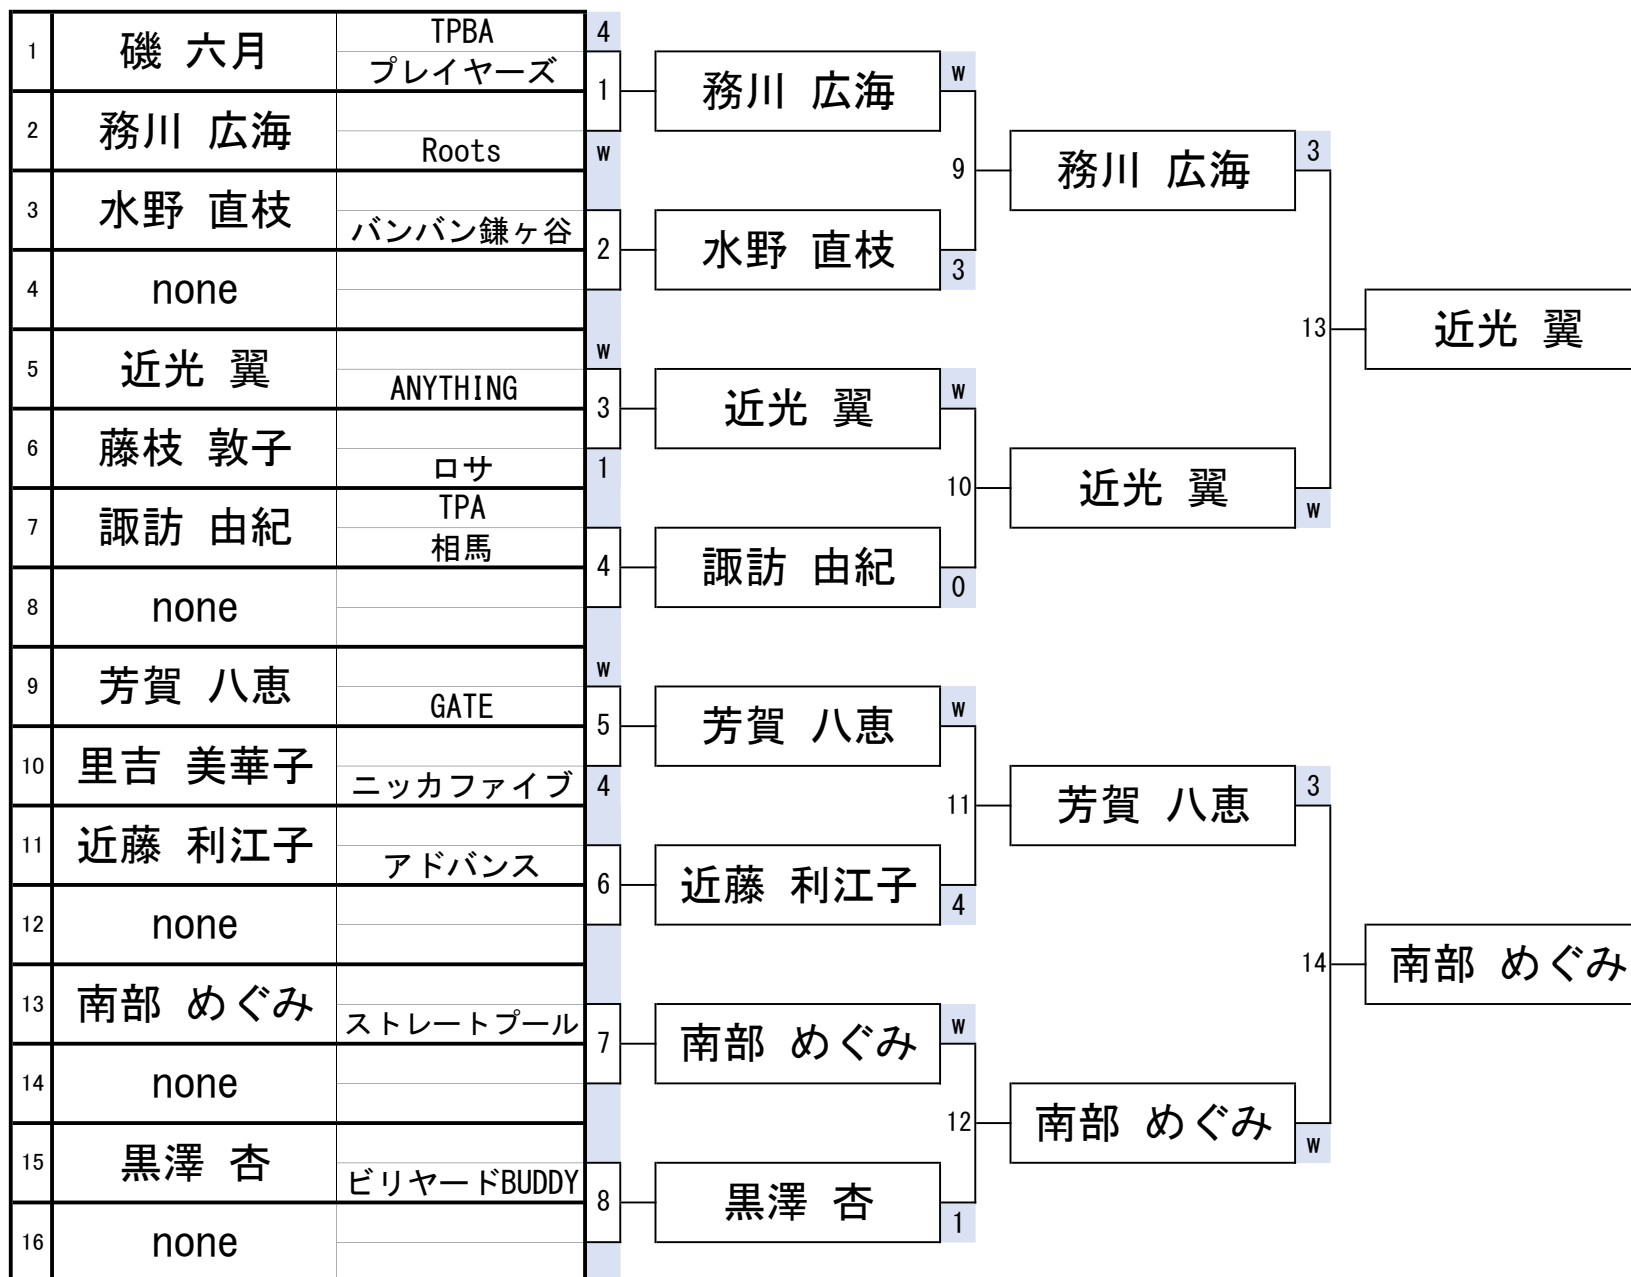 1 磯 六月 TPBA 4
プレイヤーズ
1 務川 広海 w
2 務川 広海
Roots w
9 務川 広海 3
3 水野 直枝
バンバン鎌ヶ谷
2 水野 直枝 3
4 none
13 近光 翼
5 近光 翼 w
ANYTHING
3 近光 翼 w
6 藤枝 敦子
ロサ 1
10 近光 翼 w
7 諏訪 由紀 TPA
相馬
4 諏訪 由紀 0
8 none
9 芳賀 八恵 w
GATE
5 芳賀 八恵 w
10 里吉 美華子
ニッカファイブ 4
11 芳賀 八恵 3
11 近藤 利江子
アドバンス
6 近藤 利江子 4
12 none
14 南部 めぐみ
13 南部 めぐみ
ストレートプール
7 南部 めぐみ w
14 none
12 南部 めぐみ w
15 黒澤 杏
ビリヤードBUDDY
8 黒澤 杏 1
16 none